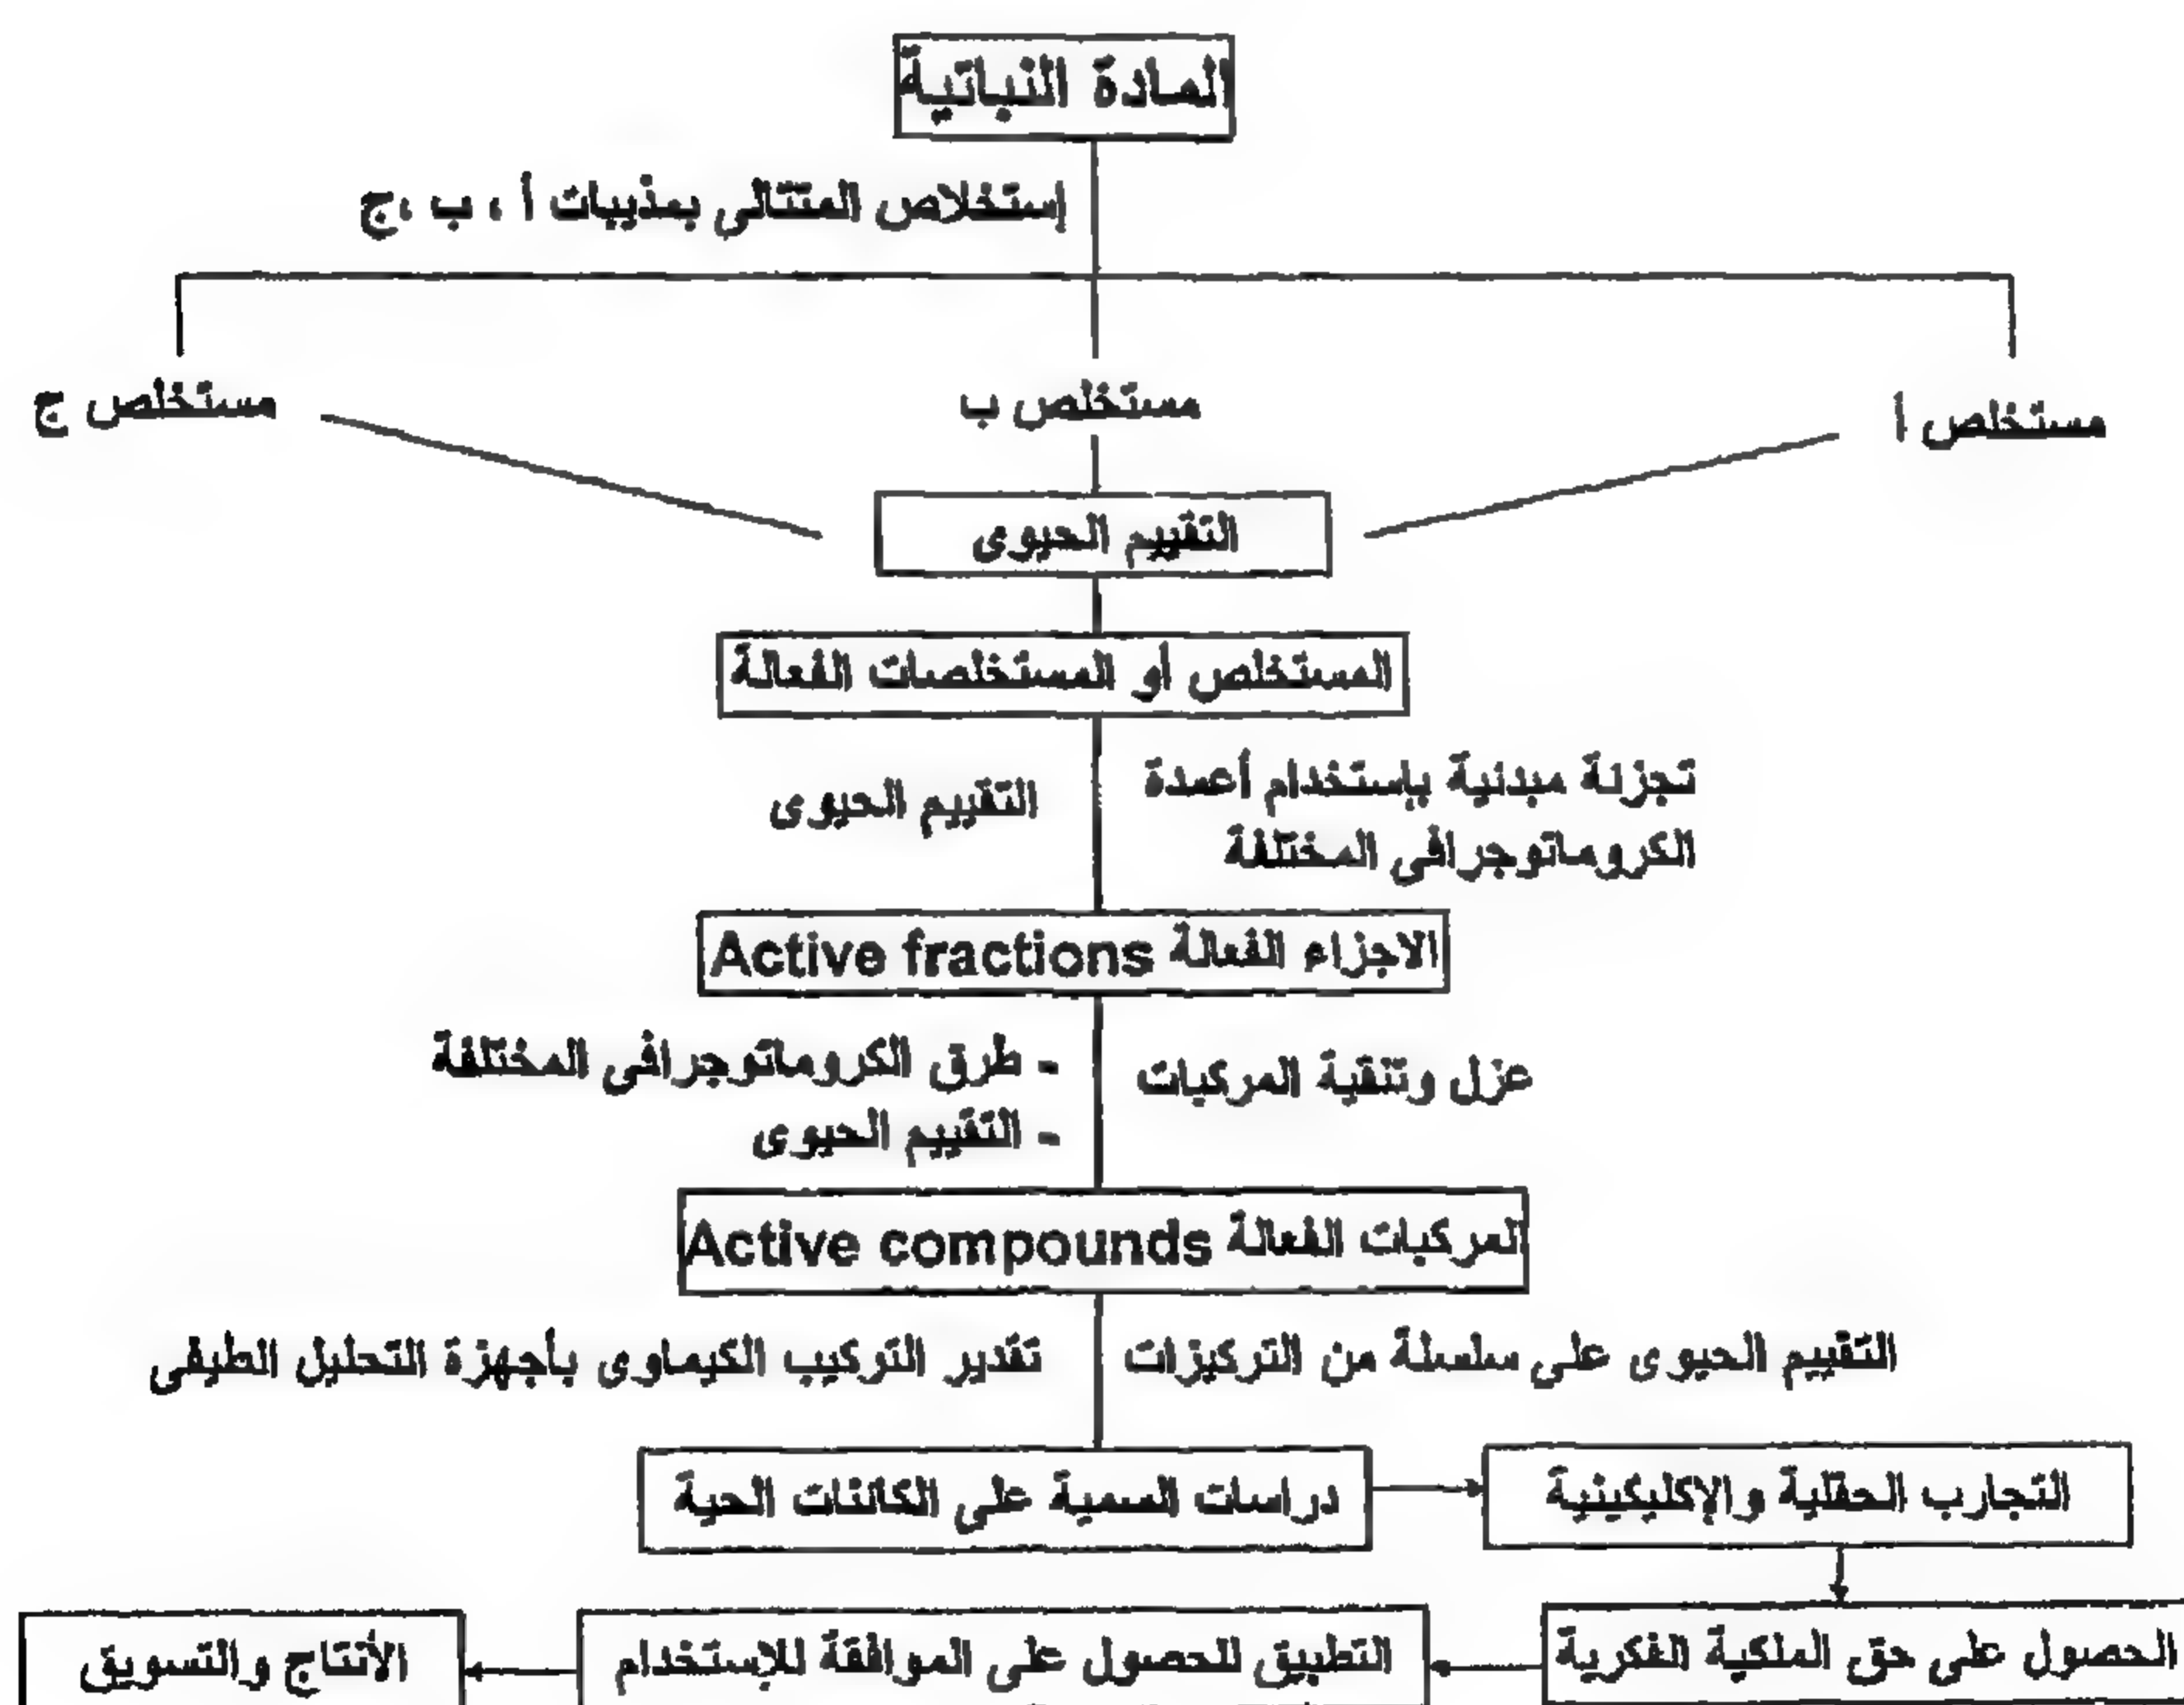 المادة النباتية
إستخلاص المتتالى بمذيبات أ ، ب ،ج
مستخلص أ
مستخلص ب
مستخلص ج
التقييم الحيوى
المستخلص أو المستخلصات الفعالة
تجزئة مبدئية بإستخدام أعمدة
الكروماتوجرافى المختلفة
التقييم الحيوى
الاجزاء الفعالة Active fractions
عزل وتنقية المركبات
- طرق الكروماتوجرافى المختلفة
- التقييم الحيوى
المركبات الفعالة Active compounds
التقييم الحيوى على سلسلة من التركيزات
تقدير التركيب الكيماوى بأجهزة التحليل الطيفى
دراسات السمية على الكائنات الحية
التجارب الحقلية والإكليكينية
الحصول على حق الملكية الفكرية
التطبيق للحصول على الموافقة للإستخدام
الأنتاج والتسويق